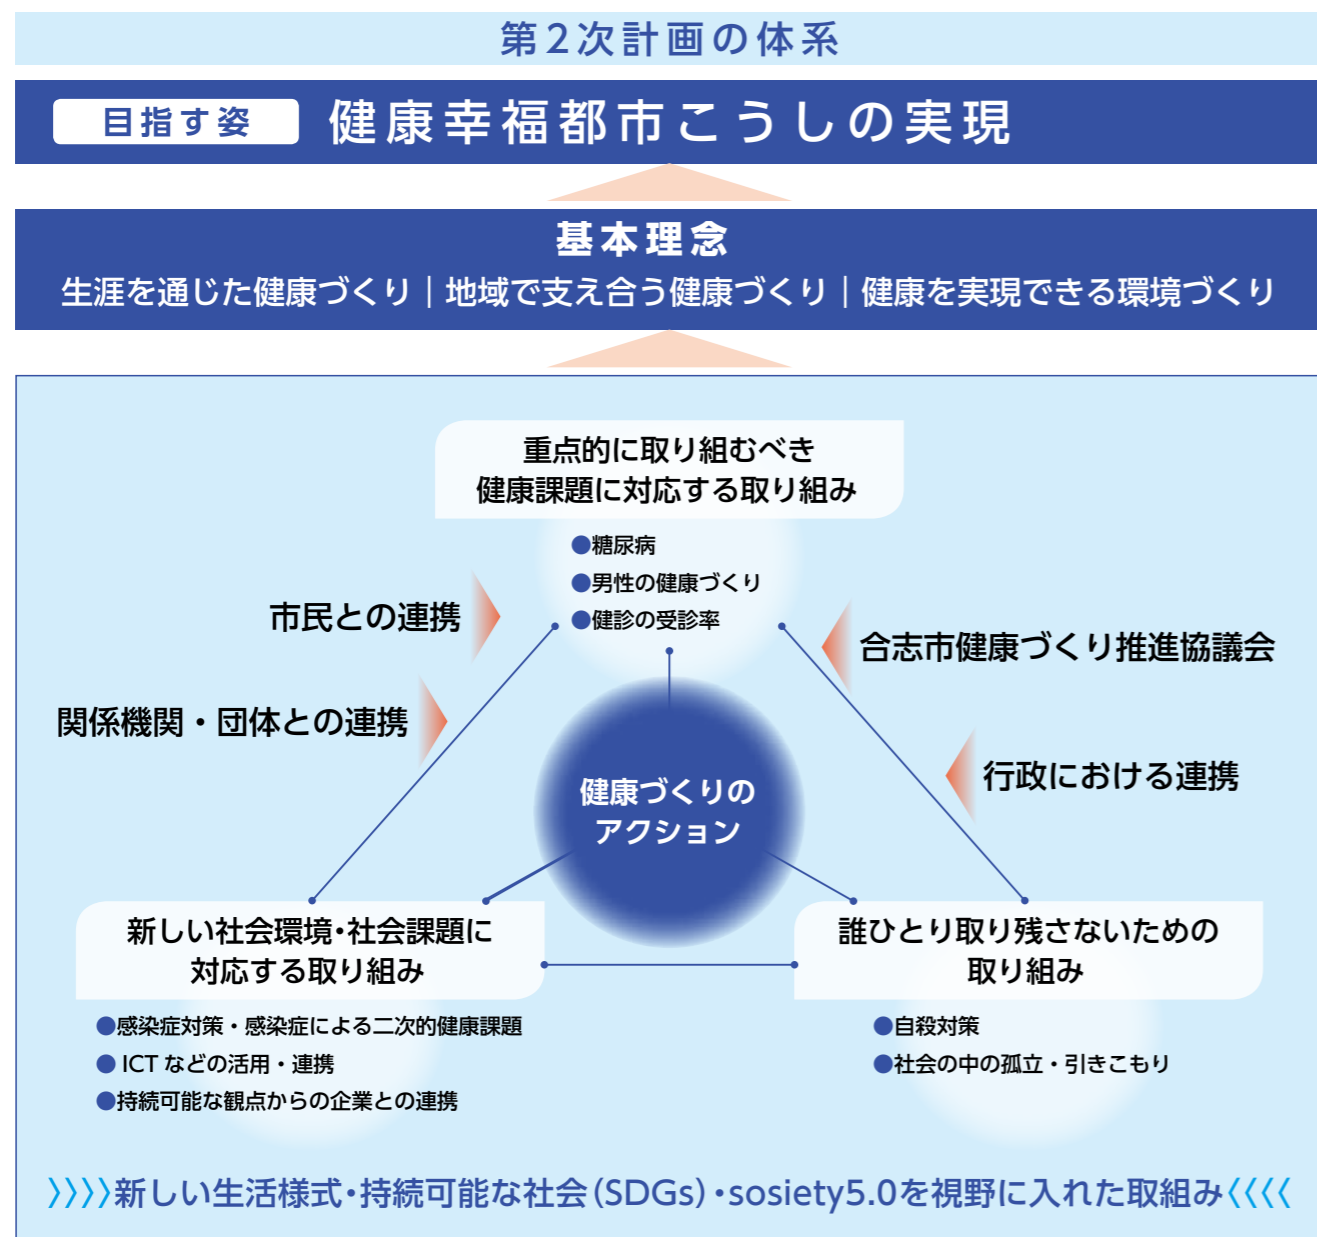 第2次計画の体系
目指す姿 健康幸福都市こうしの実現
基本理念
生涯を通じた健康づくり｜地域で支え合う健康づくり｜健康を実現できる環境づくり
重点的に取り組むべき
健康課題に対応する取り組み
●糖尿病
●男性の健康づくり
●健診の受診率
市民との連携
関係機関・団体との連携
合志市健康づくり推進協議会
行政における連携
健康づくりの
アクション
新しい社会環境・社会課題に
対応する取り組み
●感染症対策・感染症による二次的健康課題
●ICTなどの活用・連携
●持続可能な観点からの企業との連携
誰ひとり取り残さないための
取り組み
●自殺対策
●社会の中の孤立・引きこもり
〉〉〉〉新しい生活様式・持続可能な社会(SDGs)・sosiety5.0を視野に入れた取組み〈〈〈〈